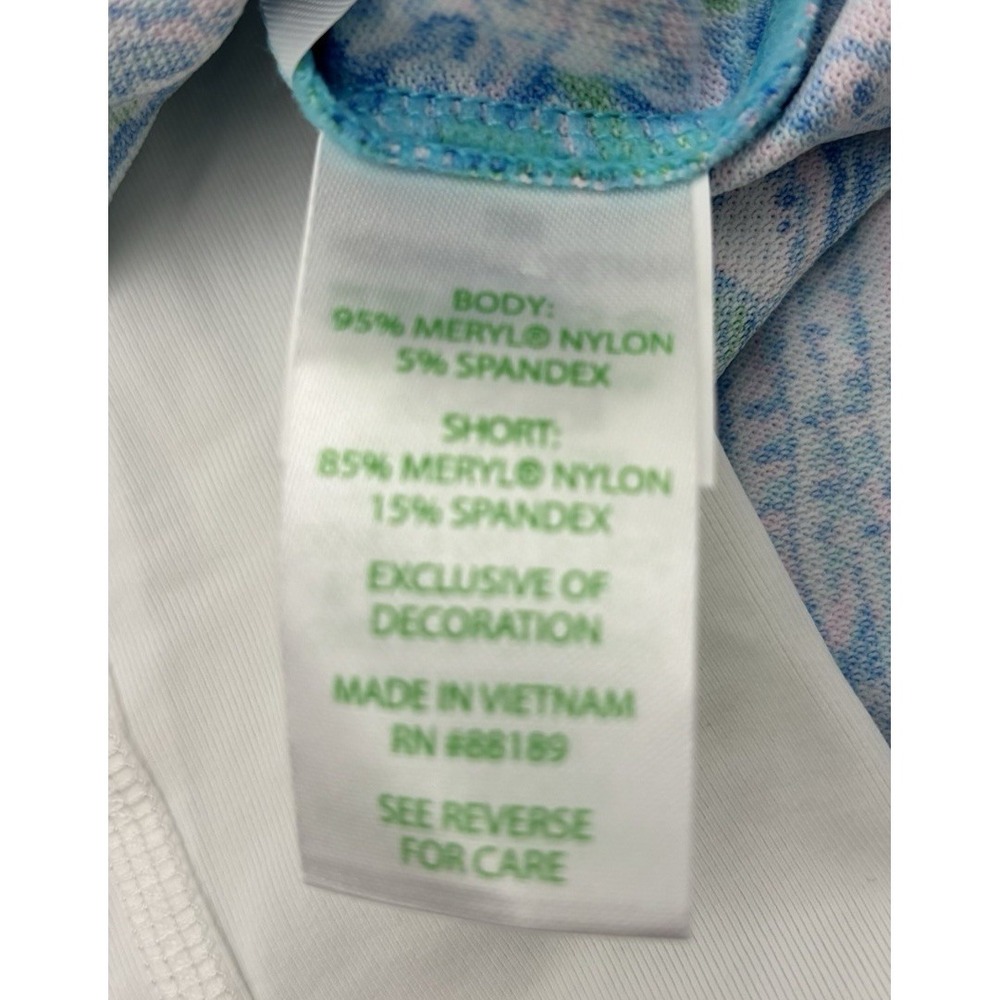 BODY:
95% MERYL® NYLON
5% SPANDEX
SHORT:
85% MERYL® NYLON
15% SPANDEX
EXCLUSIVE OF
DECORATION
MADE IN VIETNAM
RN #88189
SEE REVERSE
FOR CARE